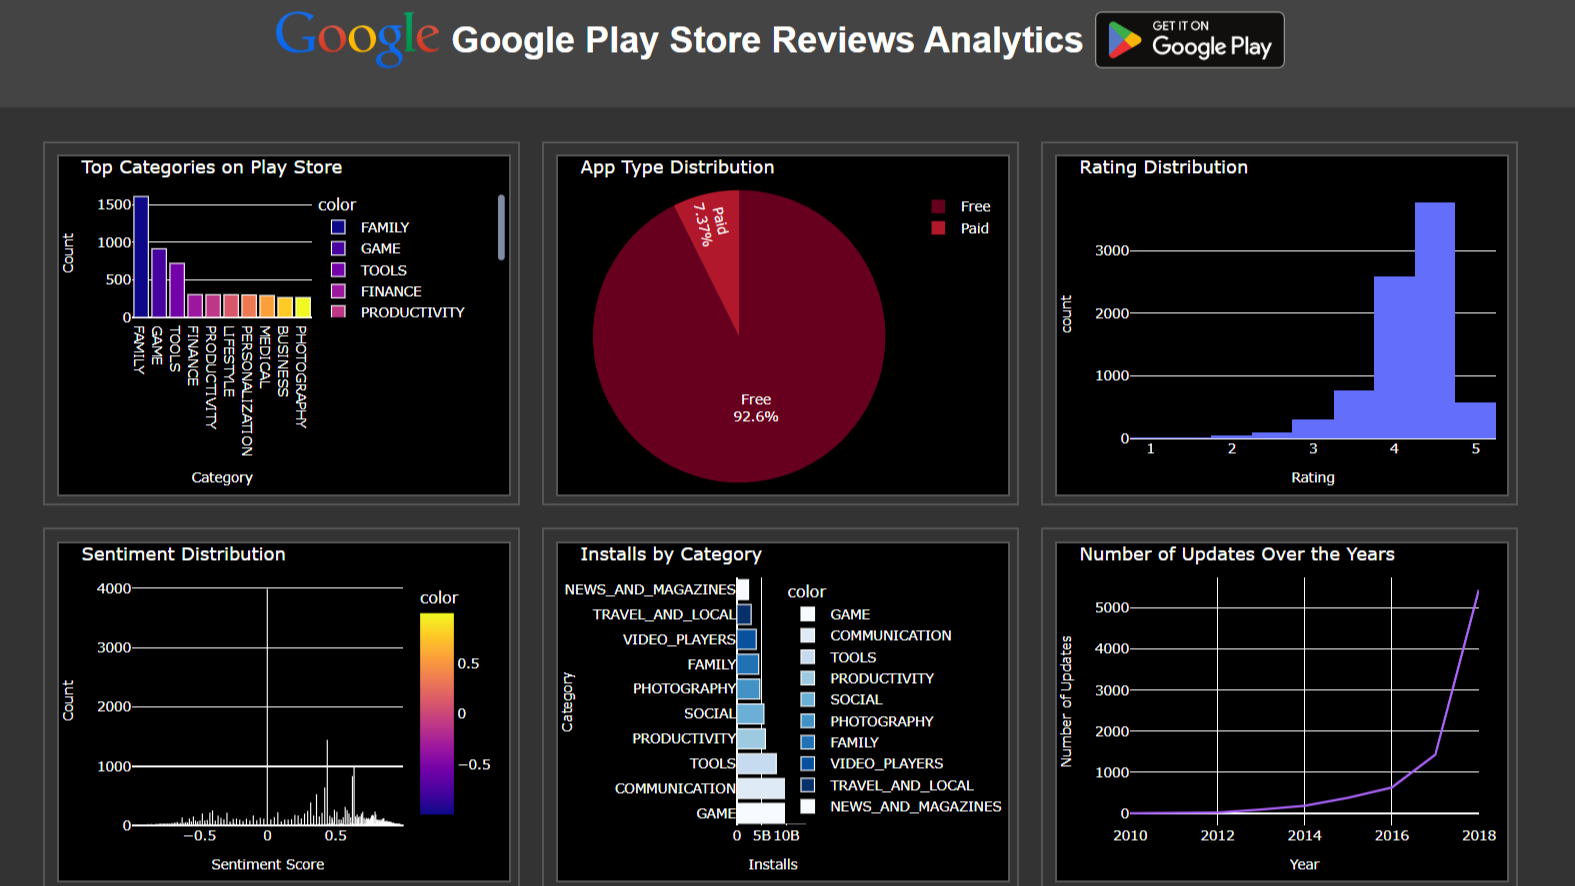 Google Google Play Store Reviews Analytics GET IT ON Google Play
Top Categories on Play Store
Count
1500
1000
500
0
FAMILY
GAME
TOOLS
FINANCE
PRODUCTIVITY
LIFESTYLE
PERSONALIZATION
MEDICAL
BUSINESS
PHOTOGRAPHY
Category
color
FAMILY
GAME
TOOLS
FINANCE
PRODUCTIVITY
App Type Distribution
Paid
7.37%
Free
92.6%
Free
Paid
Rating Distribution
count
3000
2000
1000
0
1 2 3 4 5
Rating
Sentiment Distribution
Count
4000
3000
2000
1000
0
−0.5 0 0.5
Sentiment Score
color
0.5
0
−0.5
Installs by Category
Category
NEWS_AND_MAGAZINES
TRAVEL_AND_LOCAL
VIDEO_PLAYERS
FAMILY
PHOTOGRAPHY
SOCIAL
PRODUCTIVITY
TOOLS
COMMUNICATION
GAME
0 5B 10B
Installs
color
GAME
COMMUNICATION
TOOLS
PRODUCTIVITY
SOCIAL
PHOTOGRAPHY
FAMILY
VIDEO_PLAYERS
TRAVEL_AND_LOCAL
NEWS_AND_MAGAZINES
Number of Updates Over the Years
Number of Updates
5000
4000
3000
2000
1000
0
2010 2012 2014 2016 2018
Year